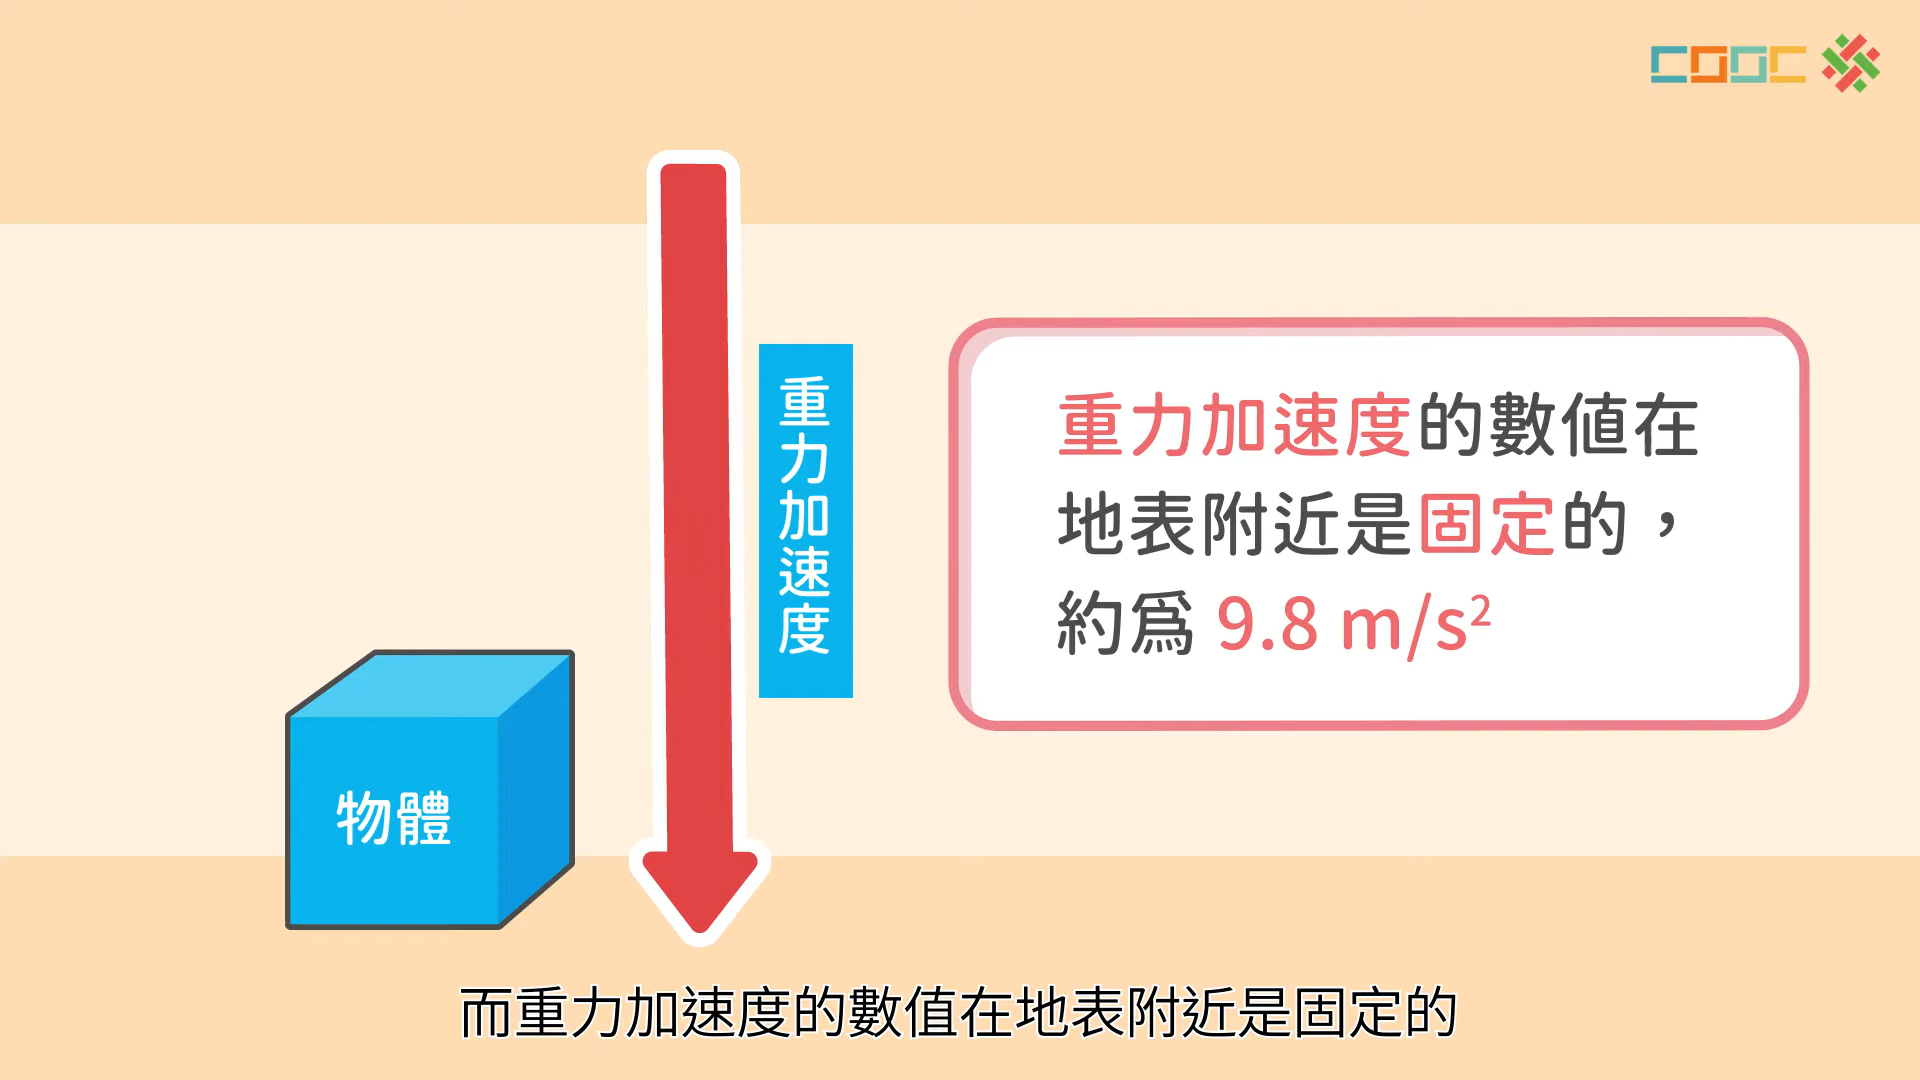 COOC
重力加速度
重力加速度的數值在
地表附近是固定的，
約爲 9.8 m/s²
物體
而重力加速度的數值在地表附近是固定的